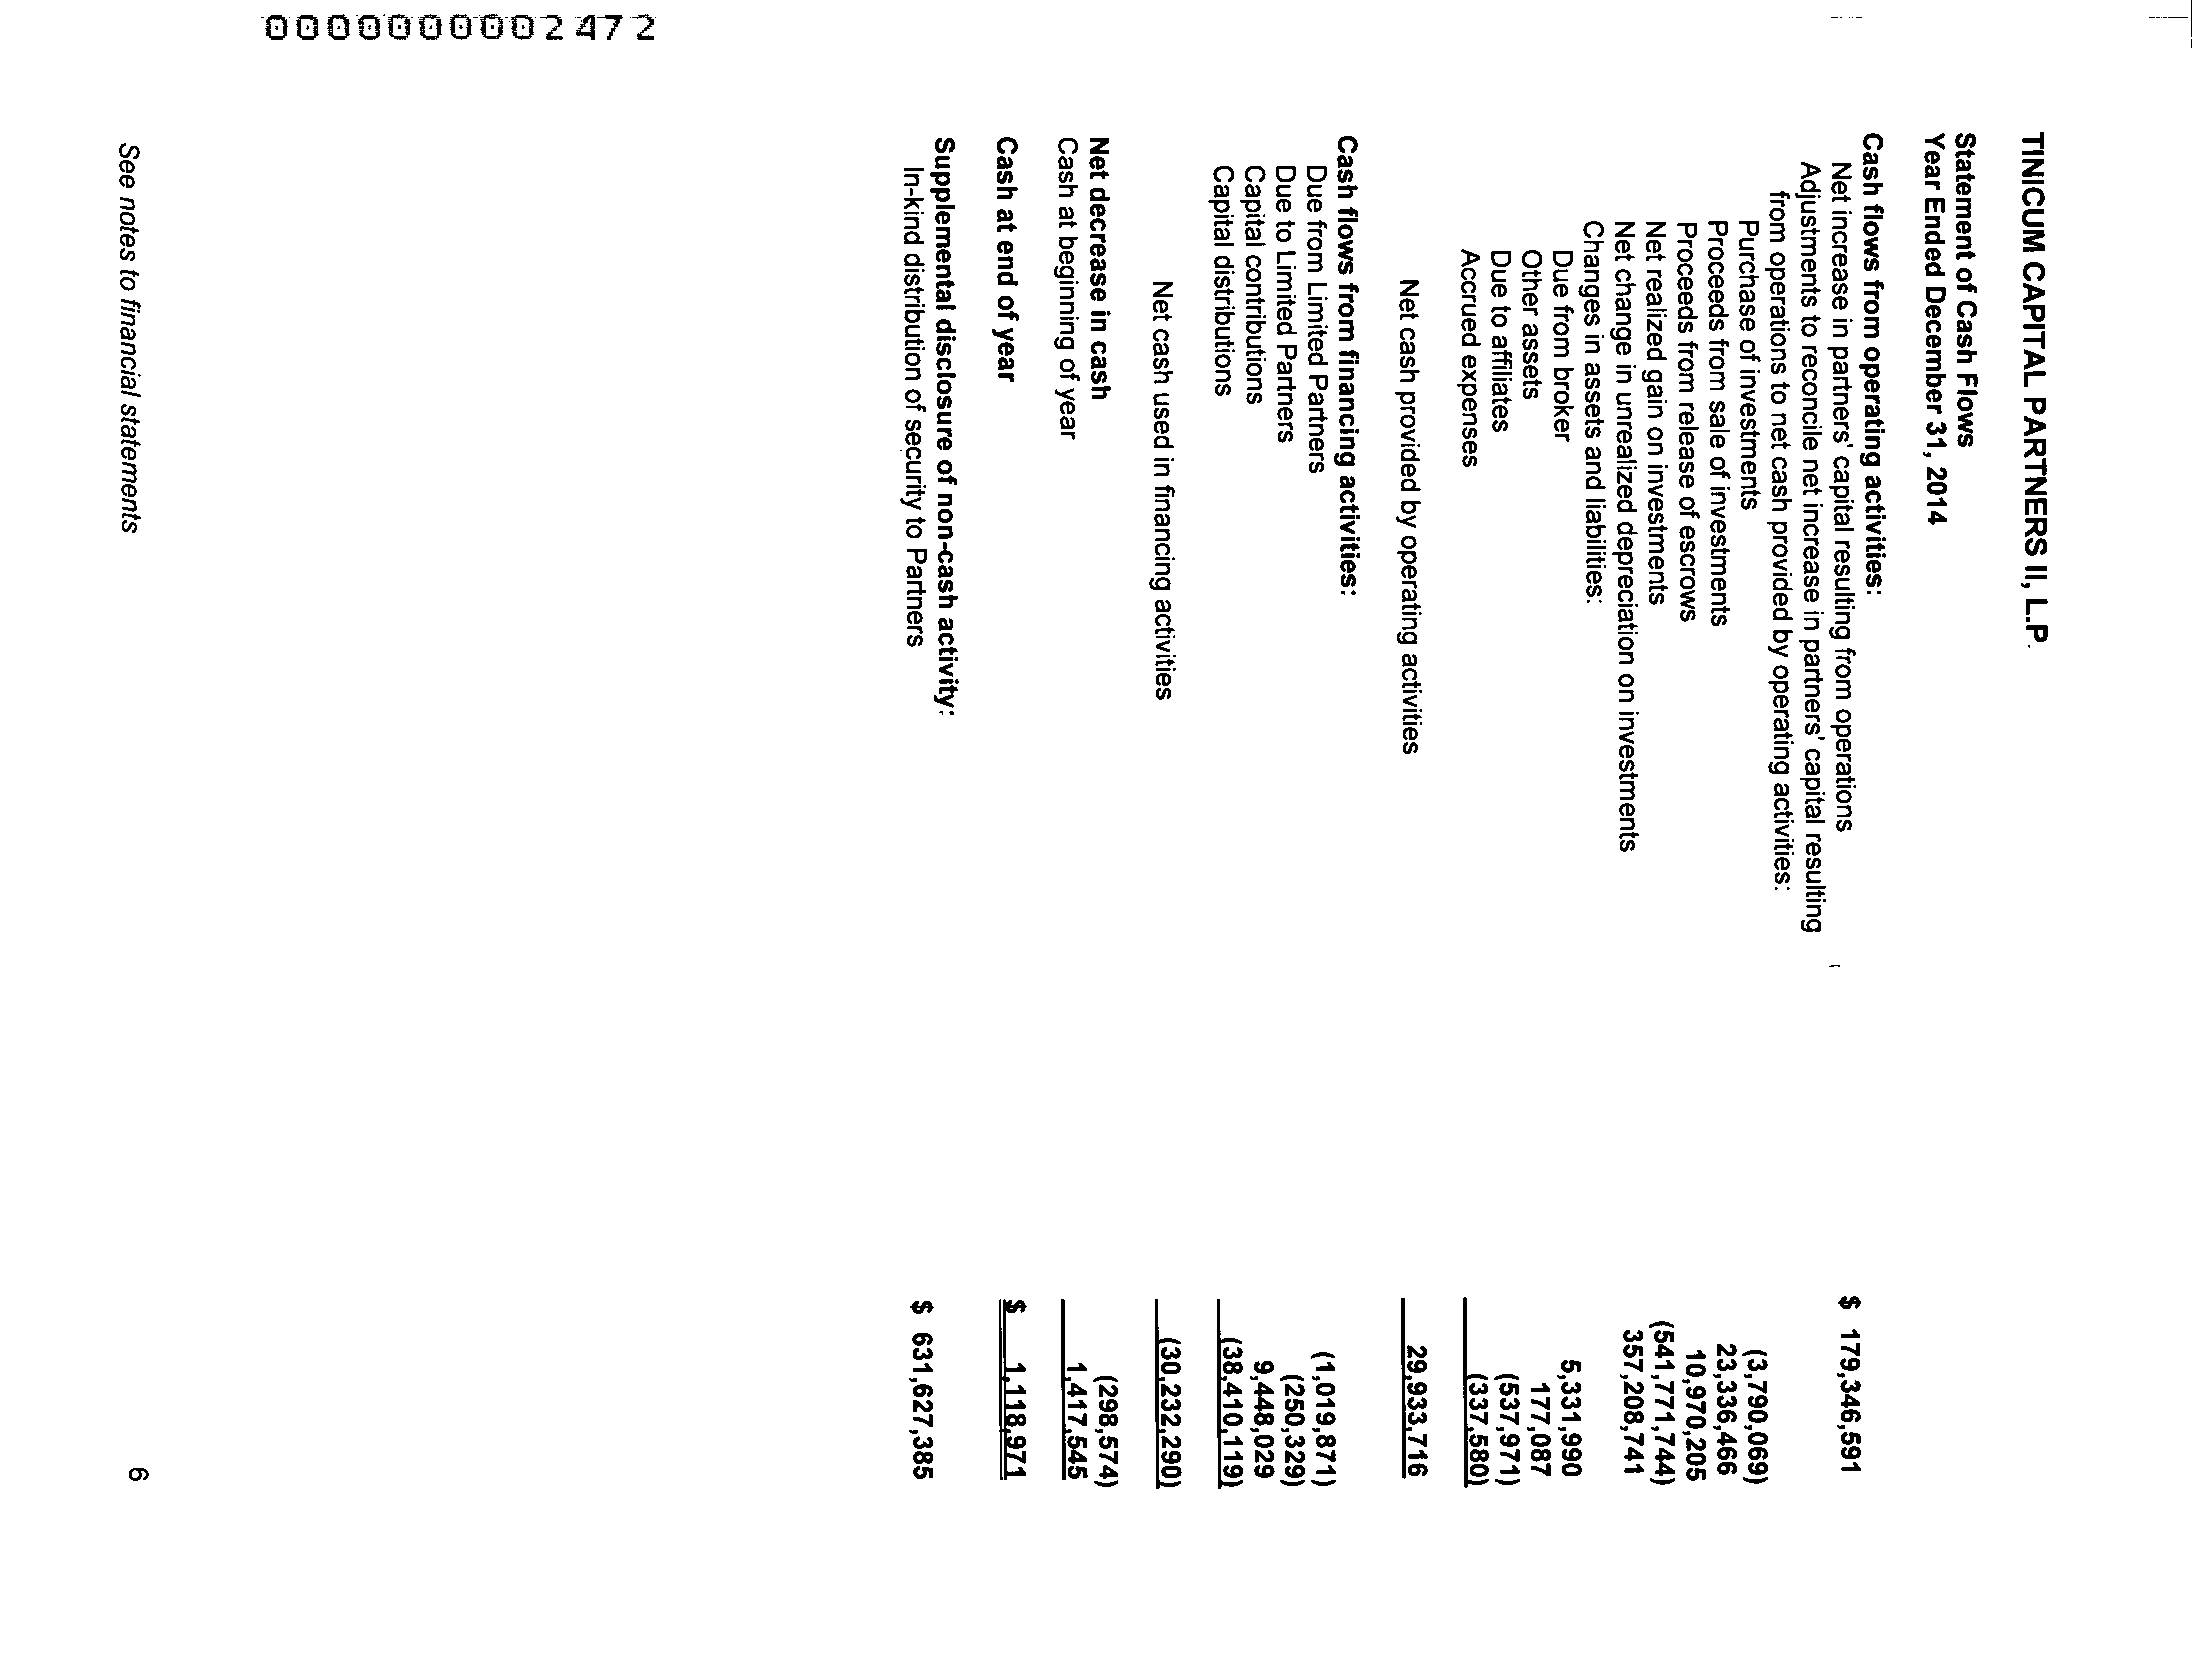 TINICUM CAPITAL PARTNERS II, L.P.
Statement of Cash Flows
Year Ended December 31, 2014
Cash flows from operating activities:
Net increase in partners' capital resulting from operations $ 179,346,591
Adjustments to reconcile net increase in partners' capital resulting
from operations to net cash provided by operating activities:
Purchase of investments (3,790,069)
Proceeds from sale of investments 23,336,466
Proceeds from release of escrows 10,970,205
Net realized gain on investments (541,771,744)
Net change in unrealized depreciation on investments 357,208,741
Changes in assets and liabilities:
Due from broker 5,331,990
Other assets 177,087
Due to affiliates (537,971)
Accrued expenses (337,580)
Net cash provided by operating activities 29,933,716
Cash flows from financing activities:
Due from Limited Partners (1,019,871)
Due to Limited Partners (250,329)
Capital contributions 9,448,029
Capital distributions (38,410,119)
Net cash used in financing activities (30,232,290)
Net decrease in cash (298,574)
Cash at beginning of year 1,417,545
Cash at end of year $ 1,118,971
Supplemental disclosure of non-cash activity:
In-kind distribution of security to Partners $ 631,627,385
See notes to financial statements 6
0000000002472